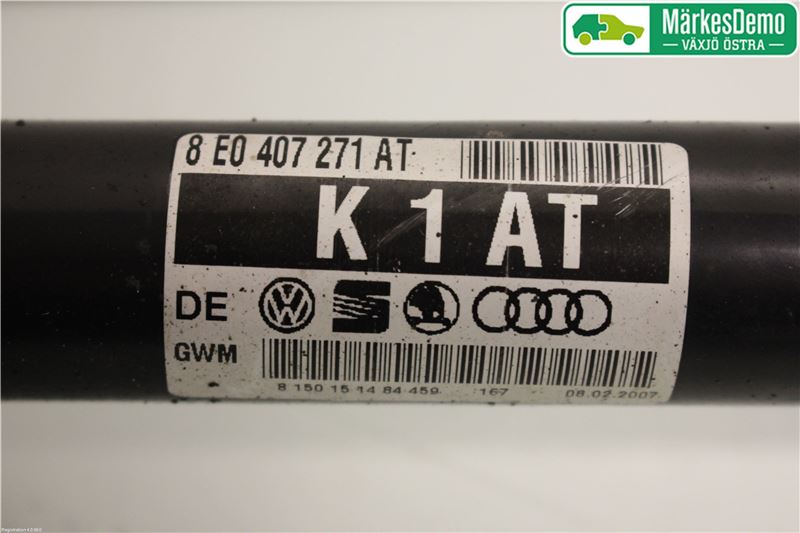 MärkesDemo
VÄXJÖ ÖSTRA
8 E0 407 271 AT
K 1 AT
DE
GWM
8 150 15 14 84 459 167 08.02.2007